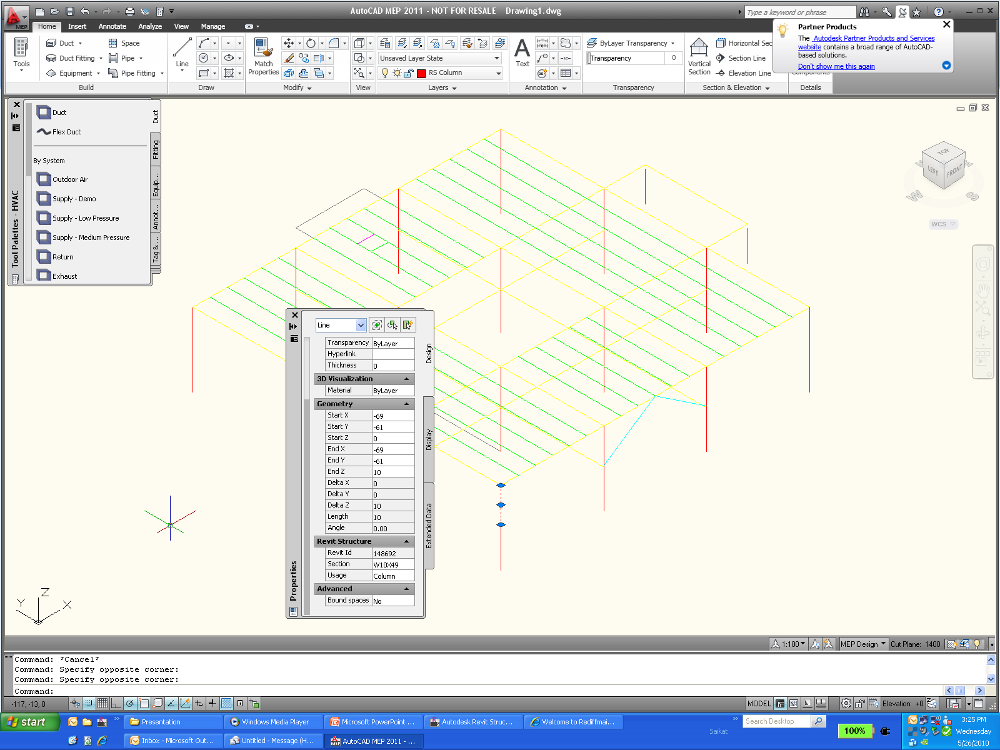 AutoCAD MEP 2011 - NOT FOR RESALE Drawing1.dwg
Type a keyword or phrase
MEP
Home Insert Annotate Analyze View Manage
Tools
Duct
Duct Fitting
Equipment
Space
Pipe
Pipe Fitting
Build
Line
Draw
Match
Properties
Modify
View
Unsaved Layer State
RS Column
Layers
Text
-LC-
Annotation
ByLayer Transparency
Transparency 0
Transparency
Vertical
Section
Horizontal Sec
Section Line
Elevation Line
Section & Elevation
Components
Details
Partner Products
The Autodesk Partner Products and Services
website contains a broad range of AutoCAD-
based solutions.
Don't show me this again
Tool Palettes - HVAC
Duct
Flex Duct
By System
Outdoor Air
Supply - Demo
Supply - Low Pressure
Supply - Medium Pressure
Return
Exhaust
Duct
Fitting
Equip...
Annot...
Tag & ...
TOP
LEFT
FRONT
W
S
WCS
Properties
Line
Transparency ByLayer
Hyperlink
Thickness 0
3D Visualization
Material ByLayer
Geometry
Start X -69
Start Y -61
Start Z 0
End X -69
End Y -61
End Z 10
Delta X 0
Delta Y 0
Delta Z 10
Length 10
Angle 0.00
Revit Structure
Revit Id 148692
Section W10X49
Usage Column
Advanced
Bound spaces No
Design
Display
Extended Data
Z
Y
X
1:100 MEP Design Cut Plane: 1400
Command: *Cancel*
Command: Specify opposite corner:
Command: Specify opposite corner:
Command:
-117, -13, 0
MODEL
Elevation: +0
start
Presentation
Windows Media Player
Microsoft PowerPoint ...
Autodesk Revit Struc...
Welcome to Rediffmai...
Inbox - Microsoft Out...
Untitled - Message (H...
AutoCAD MEP 2011 - ...
Saikat
Search Desktop
100%
3:25 PM
Wednesday
5/26/2010